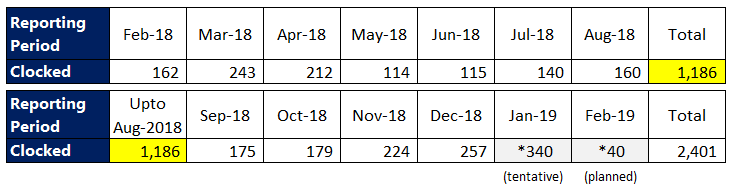 Reporting Period Feb-18 Mar-18 Apr-18 May-18 Jun-18 Jul-18 Aug-18 Total
Clocked 162 243 212 114 115 140 160 1,186
Reporting Period Upto Aug-2018 Sep-18 Oct-18 Nov-18 Dec-18 Jan-19 Feb-19 Total
Clocked 1,186 175 179 224 257 *340 *40 2,401
(tentative) (planned)